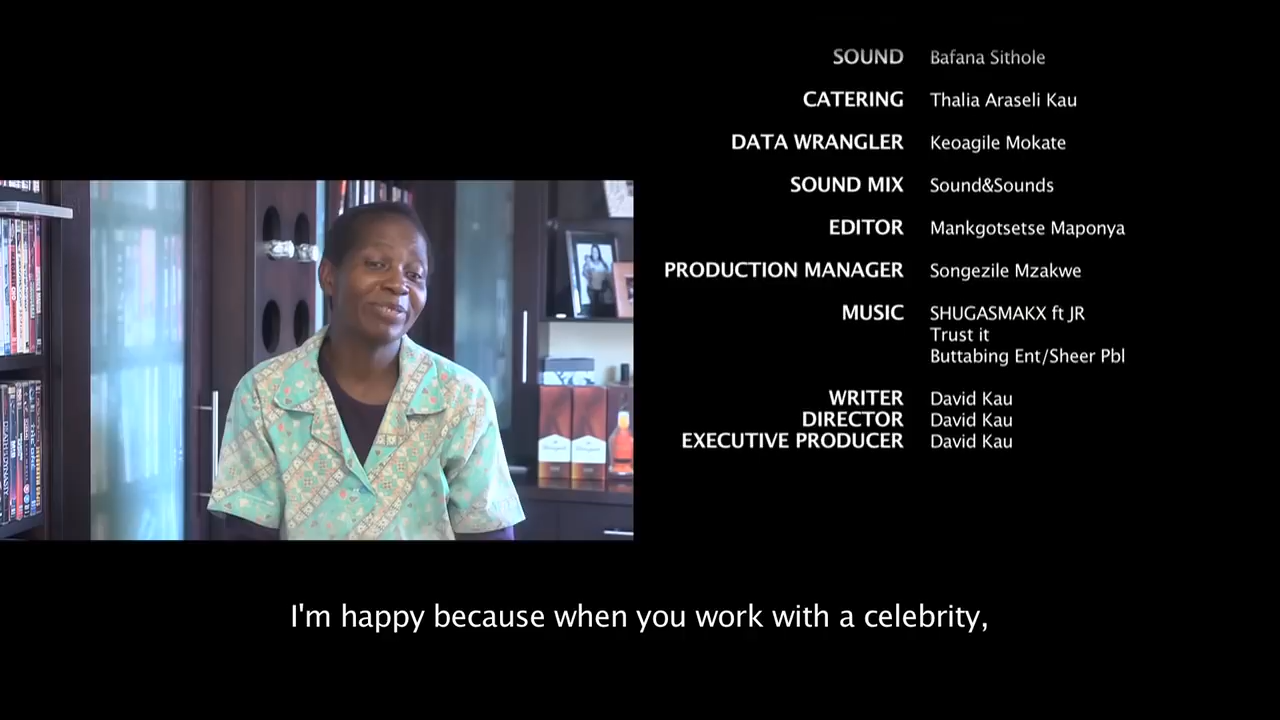 SOUND Bafana Sithole
CATERING Thalia Araseli Kau
DATA WRANGLER Keoagile Mokate
SOUND MIX Sound&Sounds
EDITOR Mankgotsetse Maponya
PRODUCTION MANAGER Songezile Mzakwe
MUSIC SHUGASMAKX ft JR
Trust it
Buttabing Ent/Sheer Pbl
WRITER David Kau
DIRECTOR David Kau
EXECUTIVE PRODUCER David Kau
I'm happy because when you work with a celebrity,